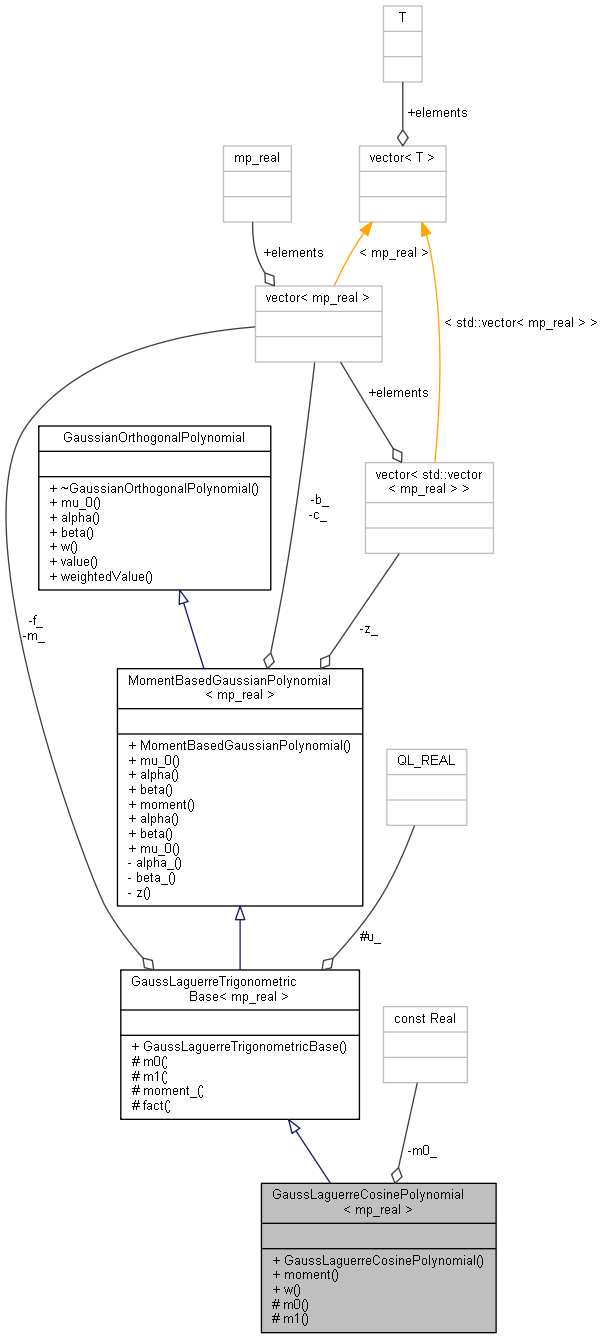 T
+elements
mp_real
vector< T >
+elements
< mp_real >
vector< mp_real >
< std::vector< mp_real > >
+elements
GaussianOrthogonalPolynomial
+ ~GaussianOrthogonalPolynomial()
+ mu_0()
+ alpha()
+ beta()
+ w()
+ value()
+ weightedValue()
vector< std::vector
< mp_real > >
-b_
-c_
-f_
-m_
-z_
MomentBasedGaussianPolynomial
< mp_real >
+ MomentBasedGaussianPolynomial()
+ mu_0()
+ alpha()
+ beta()
+ moment()
+ alpha()
+ beta()
+ mu_0()
- alpha_()
- beta_()
- z()
QL_REAL
#u_
GaussLaguerreTrigonometric
Base< mp_real >
+ GaussLaguerreTrigonometricBase()
# m0()
# m1()
# moment_()
# fact()
const Real
-m0_
GaussLaguerreCosinePolynomial
< mp_real >
+ GaussLaguerreCosinePolynomial()
+ moment()
+ w()
# m0()
# m1()